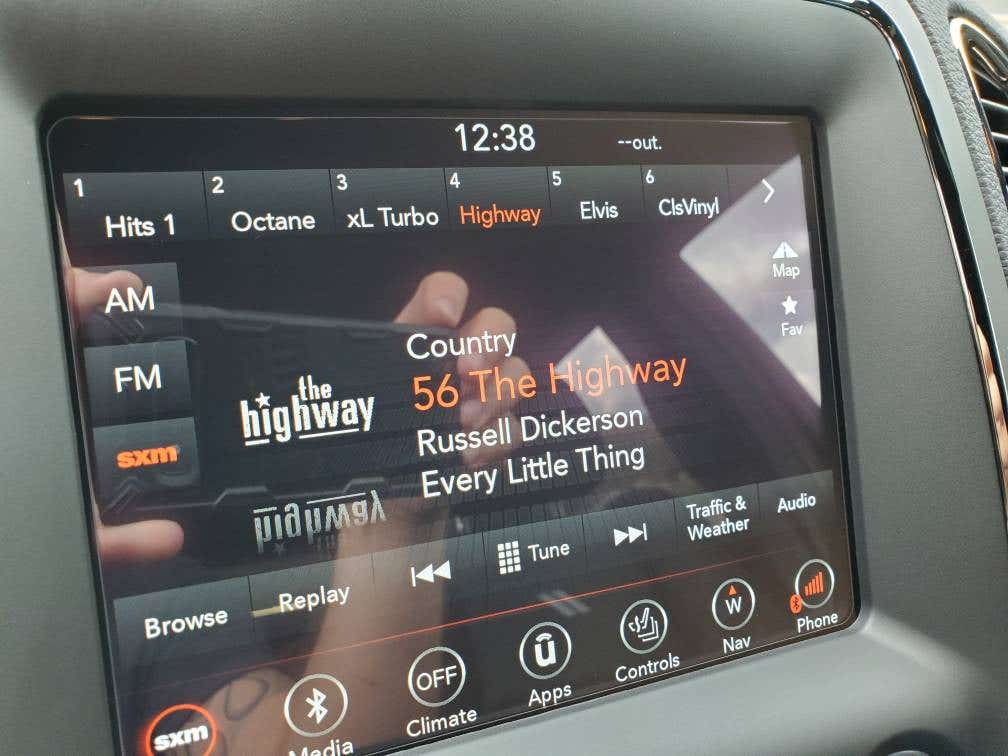 12:38
--out.
1 Hits 1
2 Octane
3 xL Turbo
4 Highway
5 Elvis
6 ClsVinyl
Map
Fav
AM
FM
sxm
the
highway
Country
56 The Highway
Russell Dickerson
Every Little Thing
Browse
Replay
Tune
Traffic &
Weather
Audio
sxm
Media
OFF
Climate
Apps
Controls
W
Nav
Phone